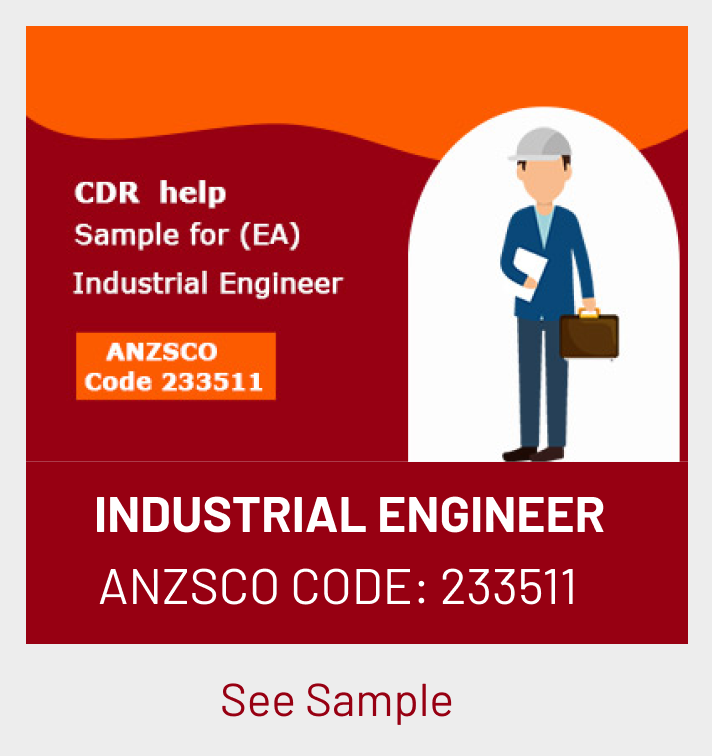 CDR help
Sample for (EA)
Industrial Engineer
ANZSCO
Code 233511
INDUSTRIAL ENGINEER
ANZSCO CODE: 233511
See Sample